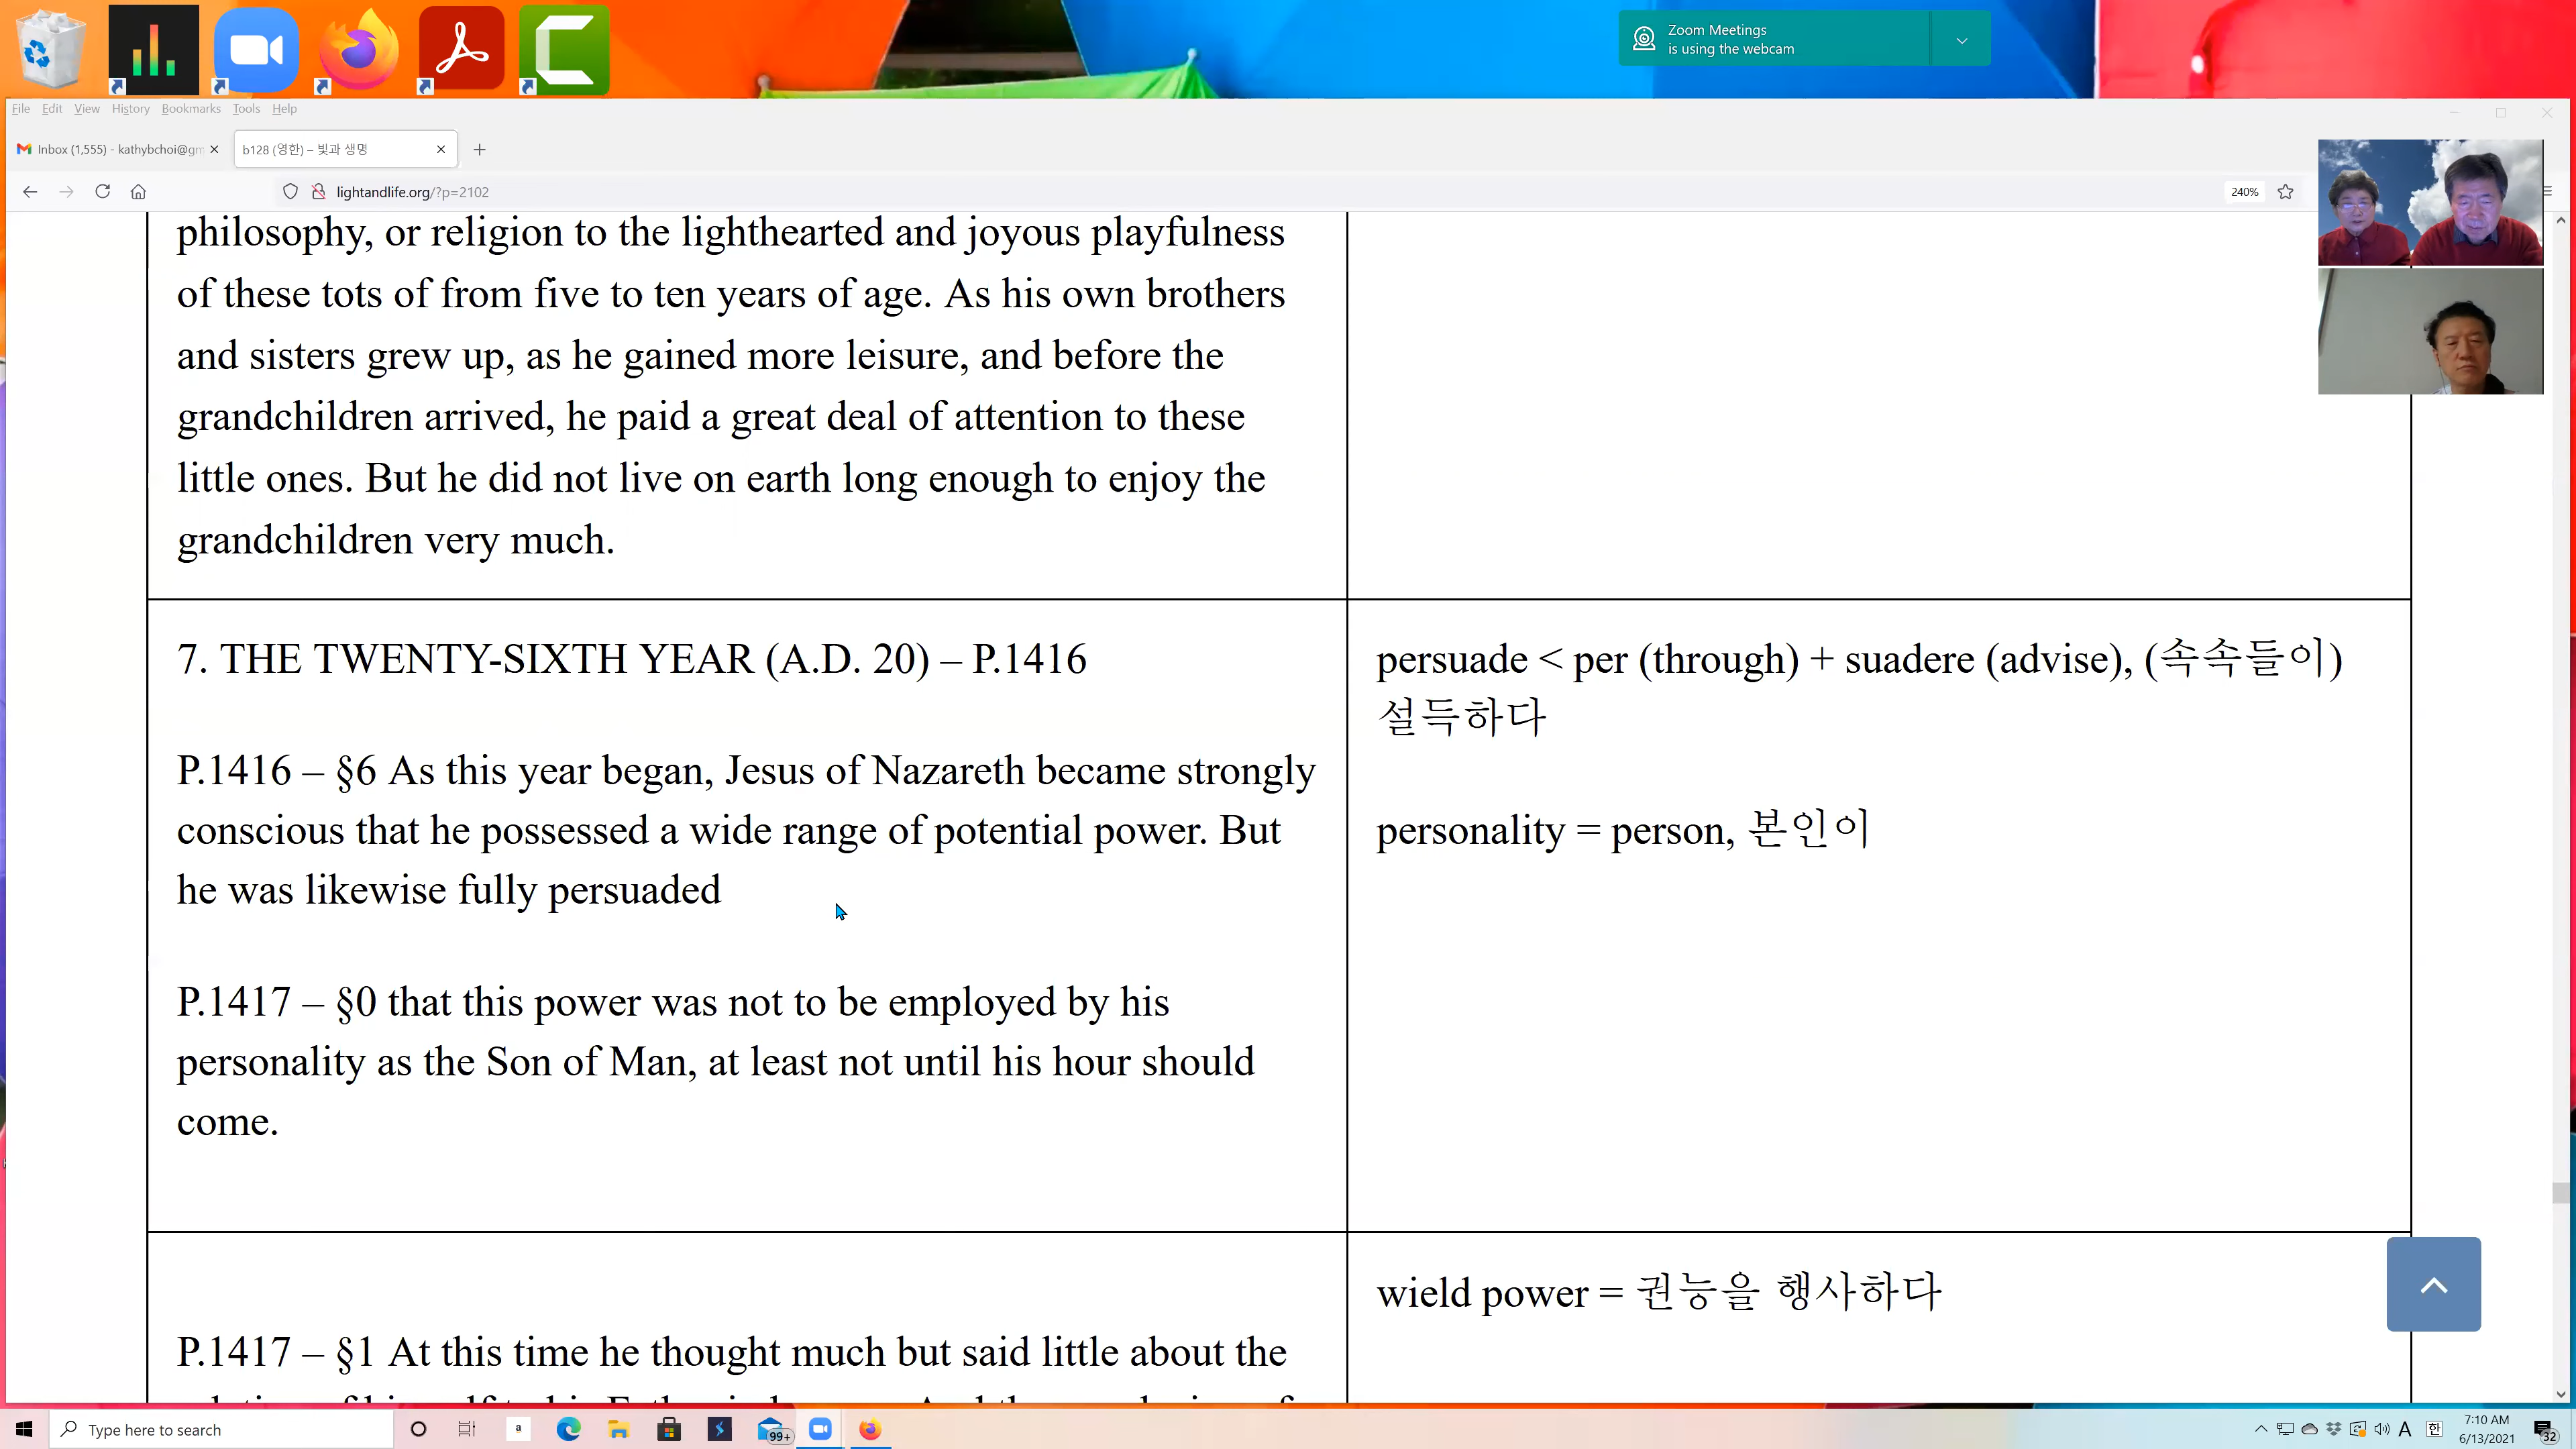 Zoom Meetings
is using the webcam
File Edit View History Bookmarks Tools Help
Inbox (1,555) - kathybchoi@gm
b128 (영한) – 빛과 생명
lightandlife.org/?p=2102
240%
philosophy, or religion to the lighthearted and joyous playfulness
of these tots of from five to ten years of age. As his own brothers
and sisters grew up, as he gained more leisure, and before the
grandchildren arrived, he paid a great deal of attention to these
little ones. But he did not live on earth long enough to enjoy the
grandchildren very much.
7. THE TWENTY-SIXTH YEAR (A.D. 20) – P.1416
P.1416 – §6 As this year began, Jesus of Nazareth became strongly
conscious that he possessed a wide range of potential power. But
he was likewise fully persuaded
P.1417 – §0 that this power was not to be employed by his
personality as the Son of Man, at least not until his hour should
come.
persuade < per (through) + suadere (advise), (속속들이)
설득하다
personality = person, 본인이
P.1417 – §1 At this time he thought much but said little about the
wield power = 권능을 행사하다
Type here to search
a
99+
A
한
7:10 AM
6/13/2021
32